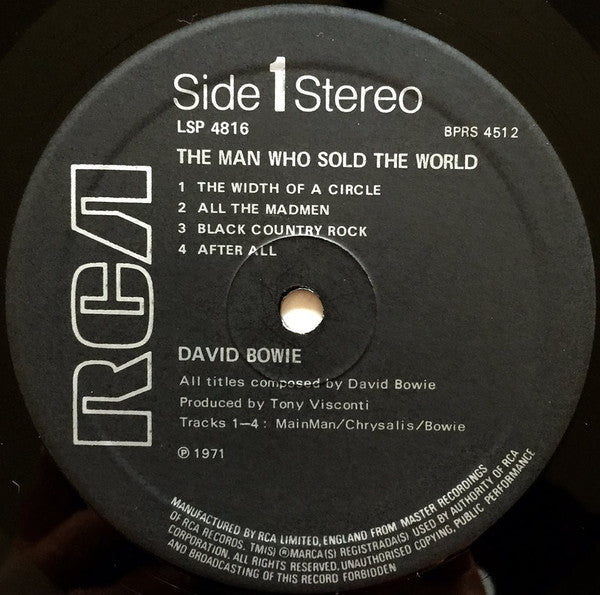 Side 1 Stereo
LSP 4816
BPRS 4512
THE MAN WHO SOLD THE WORLD
1 THE WIDTH OF A CIRCLE
2 ALL THE MADMEN
3 BLACK COUNTRY ROCK
4 AFTER ALL
RCA
DAVID BOWIE
All titles composed by David Bowie
Produced by Tony Visconti
Tracks 1–4 : MainMan/Chrysalis/Bowie
℗ 1971
MANUFACTURED BY RCA LIMITED, ENGLAND FROM MASTER RECORDINGS
OF RCA RECORDS. TM(S) ® MARCA(S) REGISTRADA(S) USED BY AUTHORITY OF RCA
CORPORATION. ALL RIGHTS RESERVED. UNAUTHORISED COPYING, PUBLIC PERFORMANCE
AND BROADCASTING OF THIS RECORD FORBIDDEN